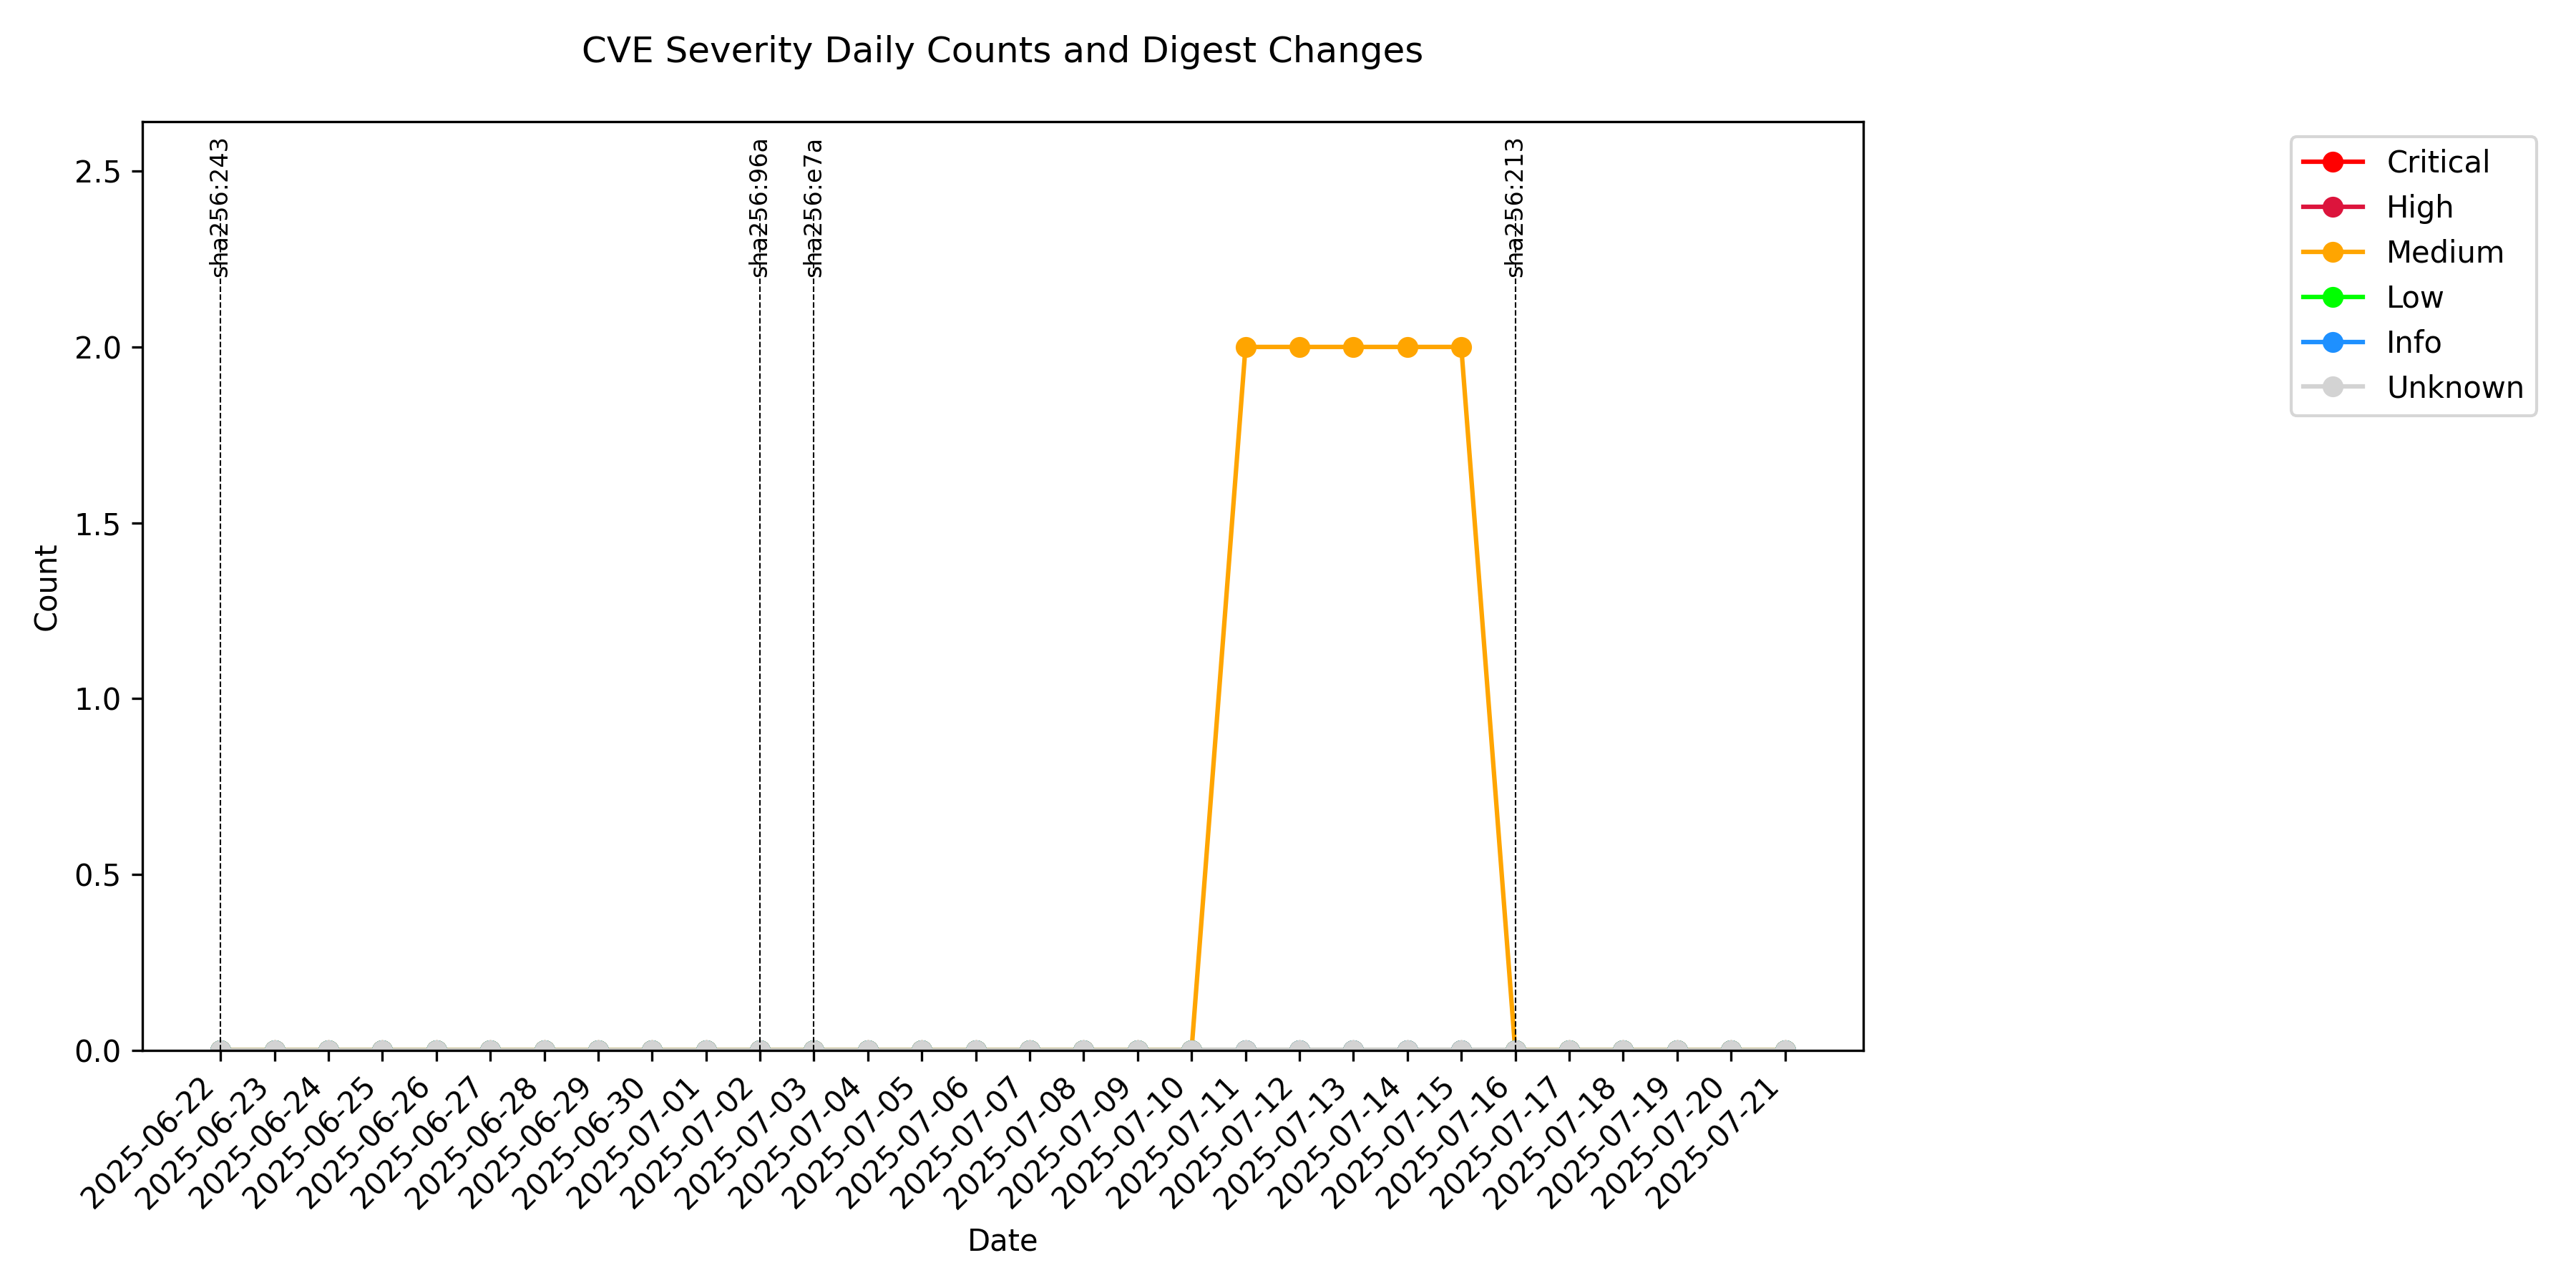 CVE Severity Daily Counts and Digest Changes
sha256:243
sha256:96a
sha256:e7a
sha256:213
Critical
High
Medium
Low
Info
Unknown
2.5
2.0
1.5
1.0
0.5
0.0
Count
2025-06-22
2025-06-23
2025-06-24
2025-06-25
2025-06-26
2025-06-27
2025-06-28
2025-06-29
2025-06-30
2025-07-01
2025-07-02
2025-07-03
2025-07-04
2025-07-05
2025-07-06
2025-07-07
2025-07-08
2025-07-09
2025-07-10
2025-07-11
2025-07-12
2025-07-13
2025-07-14
2025-07-15
2025-07-16
2025-07-17
2025-07-18
2025-07-19
2025-07-20
2025-07-21
Date